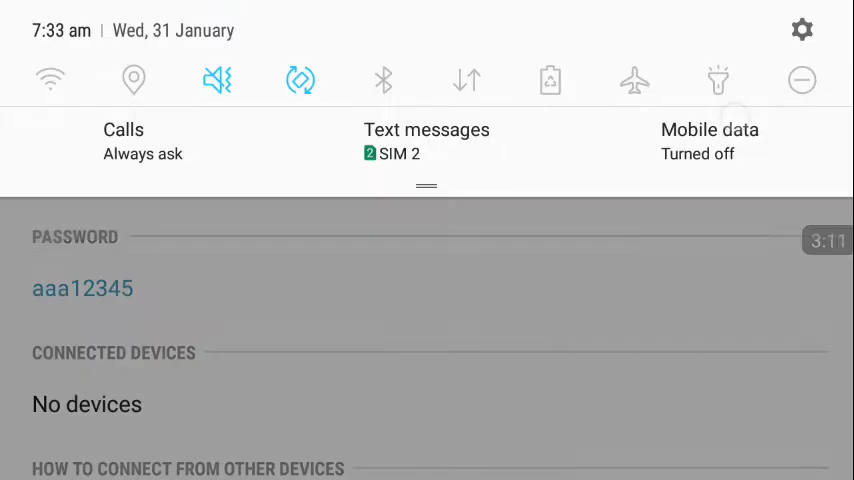 7:33 am | Wed, 31 January
Calls
Always ask
Text messages
2 SIM 2
Mobile data
Turned off
PASSWORD
3:11
aaa12345
CONNECTED DEVICES
No devices
HOW TO CONNECT FROM OTHER DEVICES